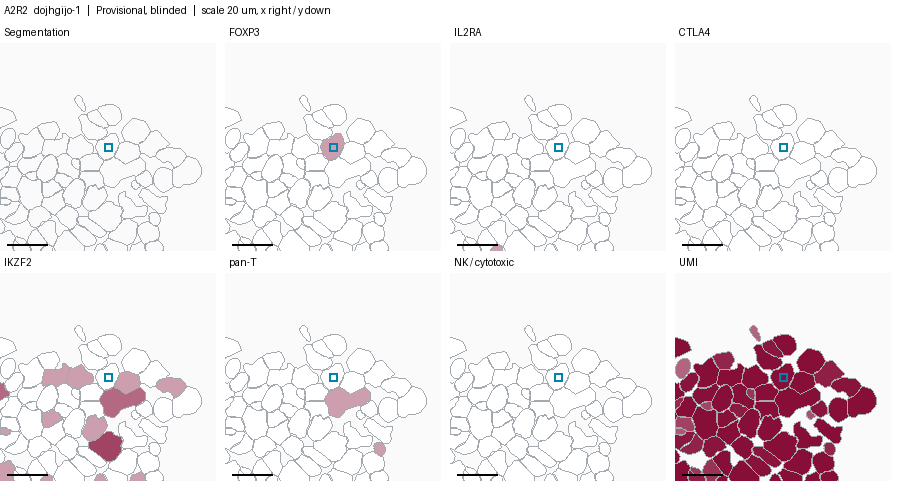 A2R2 dojhgijo-1 | Provisional, blinded | scale 20 um, x right / y down
Segmentation FOXP3 IL2RA CTLA4
IKZF2 pan-T NK / cytotoxic UMI